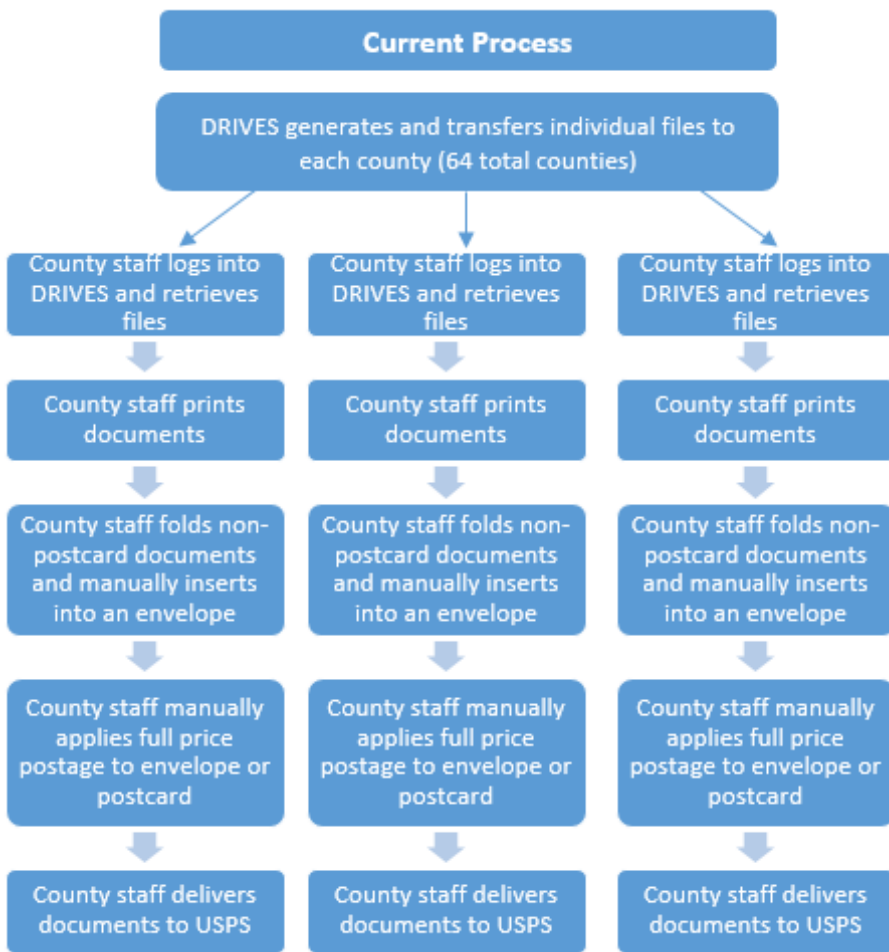 Current Process
DRIVES generates and transfers individual files to
each county (64 total counties)
County staff logs into
DRIVES and retrieves
files
County staff logs into
DRIVES and retrieves
files
County staff logs into
DRIVES and retrieves
files
County staff prints
documents
County staff prints
documents
County staff prints
documents
County staff folds non-
postcard documents
and manually inserts
into an envelope
County staff folds non-
postcard documents
and manually inserts
into an envelope
County staff folds non-
postcard documents
and manually inserts
into an envelope
County staff manually
applies full price
postage to envelope or
postcard
County staff manually
applies full price
postage to envelope or
postcard
County staff manually
applies full price
postage to envelope or
postcard
County staff delivers
documents to USPS
County staff delivers
documents to USPS
County staff delivers
documents to USPS